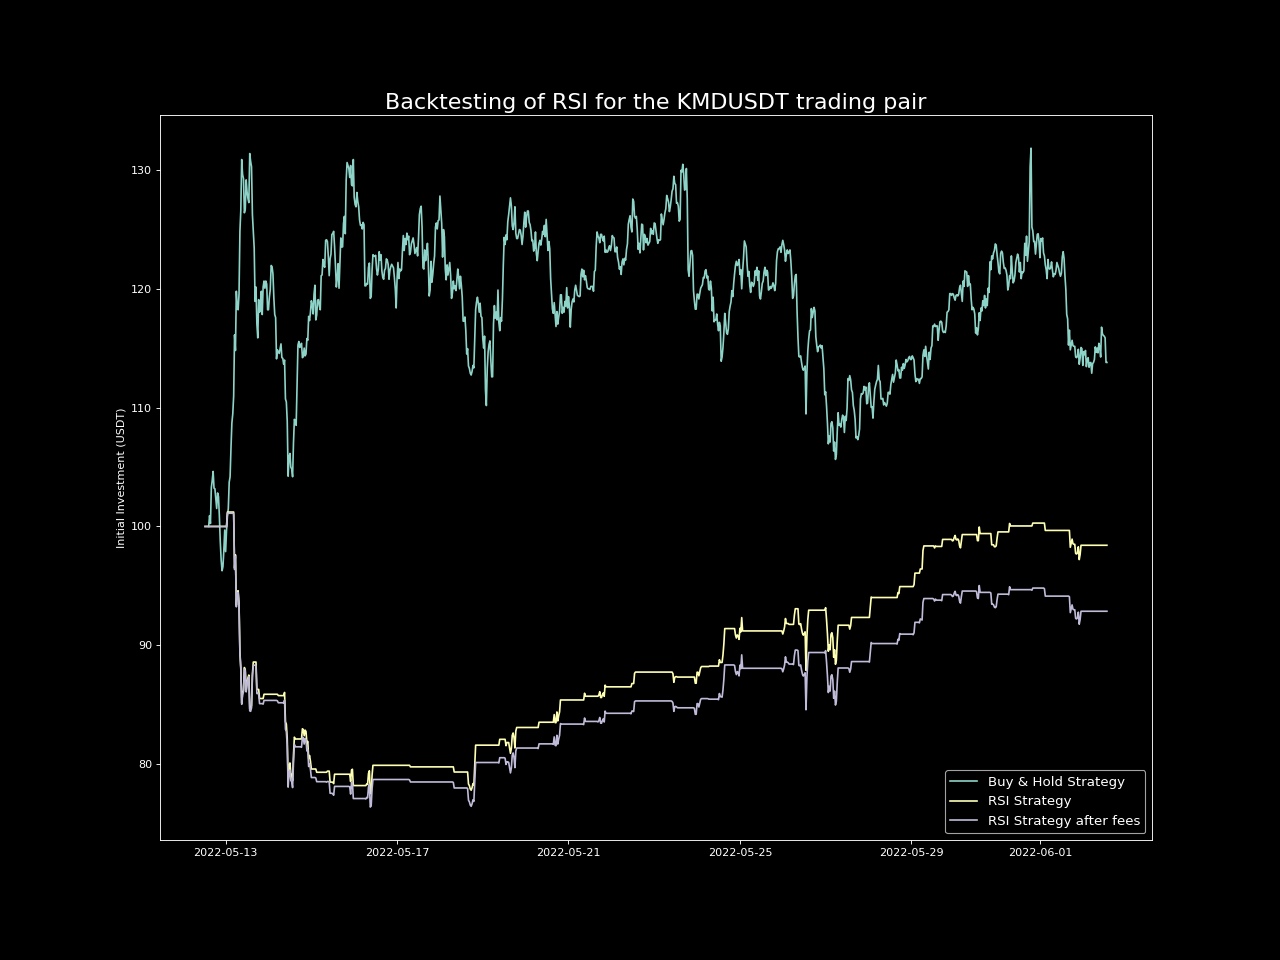 Backtesting of RSI for the KMDUSDT trading pair
130
120
110
100
90
80
Initial Investment (USDT)
2022-05-13
2022-05-17
2022-05-21
2022-05-25
2022-05-29
2022-06-01
Buy & Hold Strategy
RSI Strategy
RSI Strategy after fees